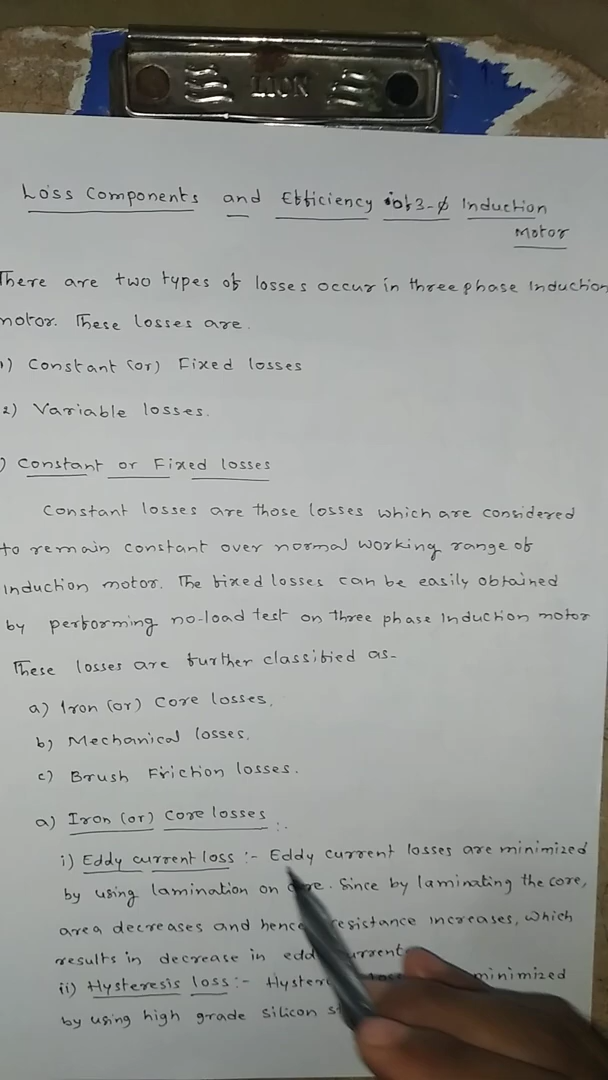 LION
Loss Components and Efficiency of 3-ϕ Induction
Motor
There are two types of losses occur in three phase Induction
motor. These losses are.
1) Constant (or) Fixed losses
2) Variable losses.
) Constant or Fixed losses
Constant losses are those losses which are considered
to remain constant over normal working range of
induction motor. The fixed losses can be easily obtained
by performing no-load test on three phase Induction motor
These losses are further classified as-
a) Iron (or) Core losses.
b) Mechanical losses.
c) Brush Friction losses.
a) Iron (or) Core losses :-
i) Eddy current loss :- Eddy current losses are minimized
by using lamination on core. Since by laminating the core,
area decreases and hence resistance increases, which
results in decrease in eddy current
ii) Hysteresis loss :- minimized
by using high grade silicon